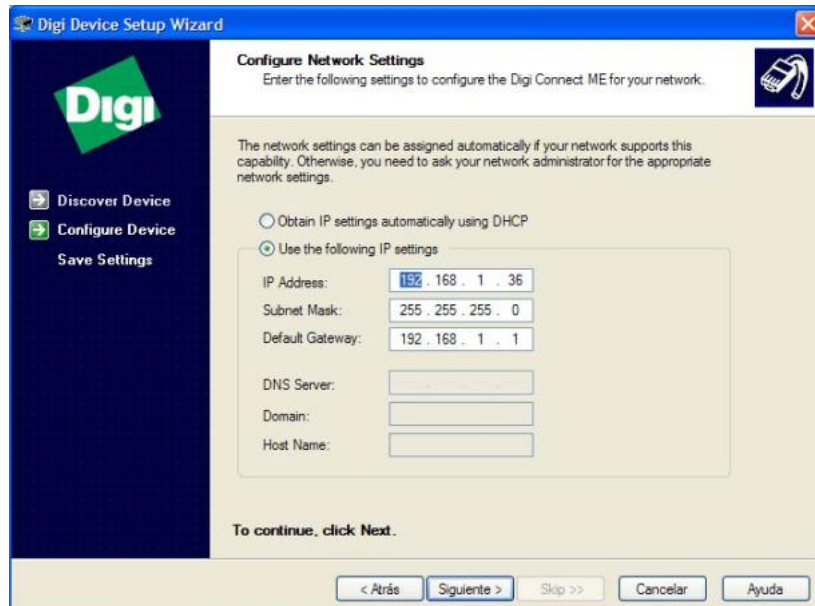 Digi Device Setup Wizard
Digi
Discover Device
Configure Device
Save Settings
Configure Network Settings
Enter the following settings to configure the Digi Connect ME for your network.
The network settings can be assigned automatically if your network supports this
capability. Otherwise, you need to ask your network administrator for the appropriate
network settings.
Obtain IP settings automatically using DHCP
Use the following IP settings
IP Address: 192 . 168 . 1 . 36
Subnet Mask: 255 . 255 . 255 . 0
Default Gateway: 192 . 168 . 1 . 1
DNS Server:
Domain:
Host Name:
To continue, click Next.
< Atrás Siguiente > Skip >> Cancelar Ayuda